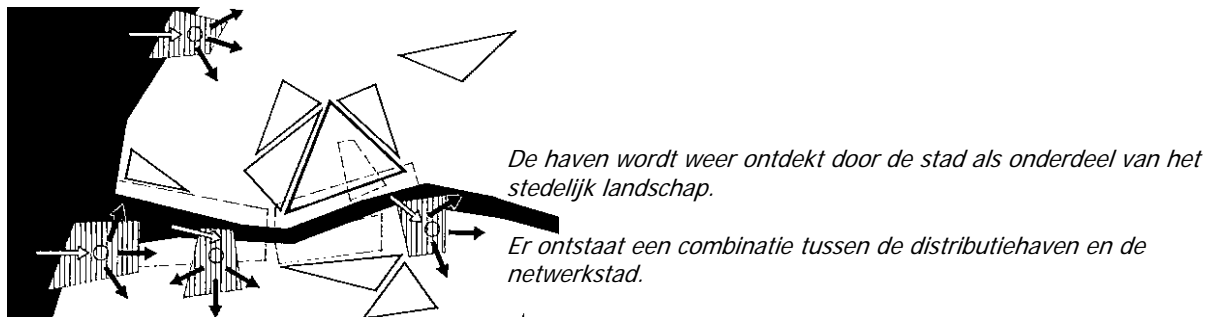 De haven wordt weer ontdekt door de stad als onderdeel van het
stedelijk landschap.
Er ontstaat een combinatie tussen de distributiehaven en de
netwerkstad.